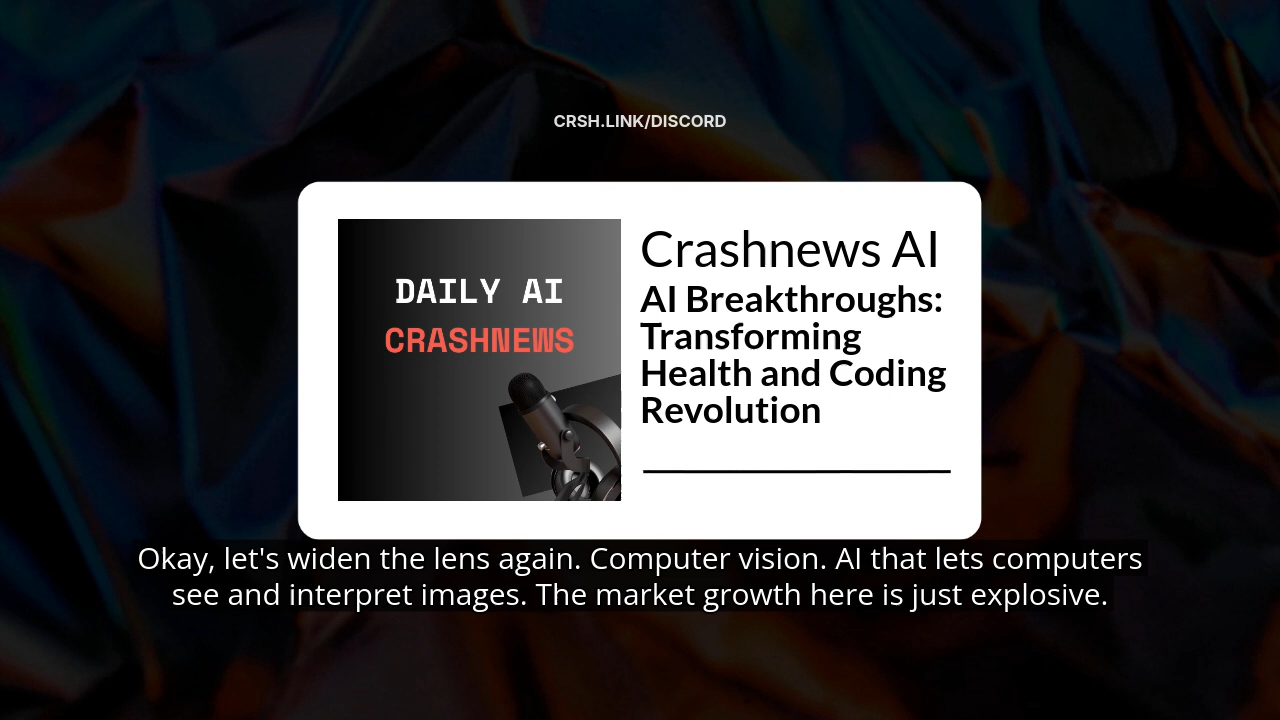 CRSH.LINK/DISCORD
DAILY AI
CRASHNEWS
Crashnews AI
AI Breakthroughs:
Transforming
Health and Coding
Revolution
Okay, let's widen the lens again. Computer vision. AI that lets computers
see and interpret images. The market growth here is just explosive.